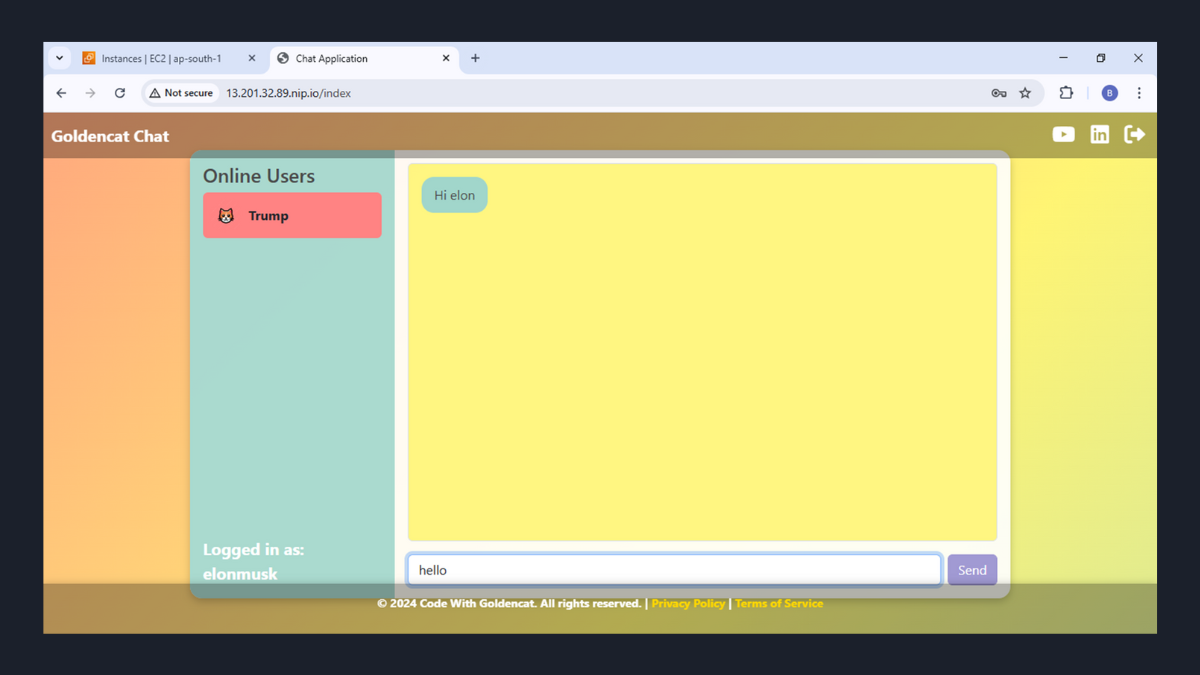 Instances | EC2 | ap-south-1
Chat Application
Not secure 13.201.32.89.nip.io/index
B
Goldencat Chat
in
Online Users
Trump
Hi elon
Logged in as:
elonmusk
hello
Send
© 2024 Code With Goldencat. All rights reserved. | Privacy Policy | Terms of Service